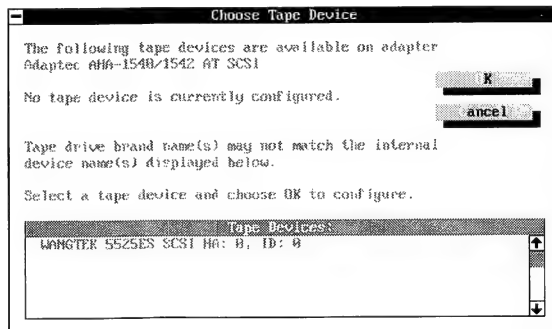 Choose Tape Device
The following tape devices are available on adapter
Adaptec AHA-1540/1542 AT SCSI
K
No tape device is currently configured.
ancel
Tape drive brand name(s) may not match the internal
device name(s) displayed below.
Select a tape device and choose OK to configure.
Tape Devices:
WANGTEK 5525ES SCSI HA: 0, ID: 0